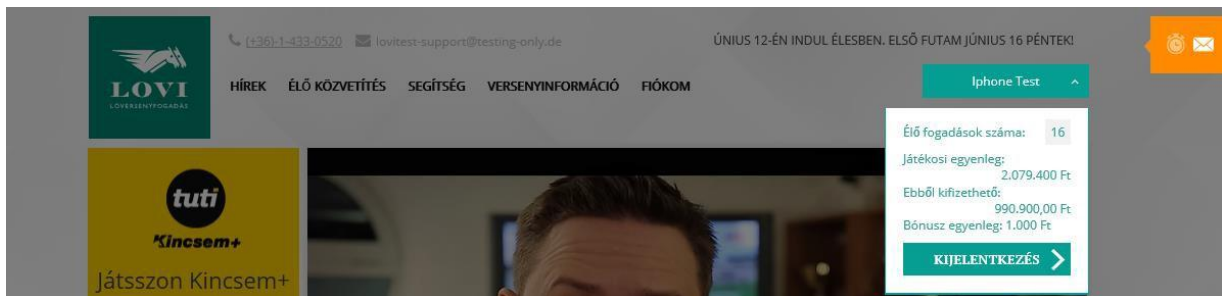 (+36)-1-433-0520 lovitest-support@testing-only.de
ÚNIUS 12-ÉN INDUL ÉLESBEN. ELSŐ FUTAM JÚNIUS 16 PÉNTEK!
LOVI
LÓVERSENYFOGADÁS
HÍREK ÉLŐ KÖZVETÍTÉS SEGÍTSÉG VERSENYINFORMÁCIÓ FIÓKOM
Iphone Test
Élő fogadások száma: 16
Játékosi egyenleg:
2.079.400 Ft
Ebből kifizethető:
990.900,00 Ft
Bónusz egyenleg: 1.000 Ft
KIJELENTKEZÉS
tuti
Kincsem+
Játsszon Kincsem+